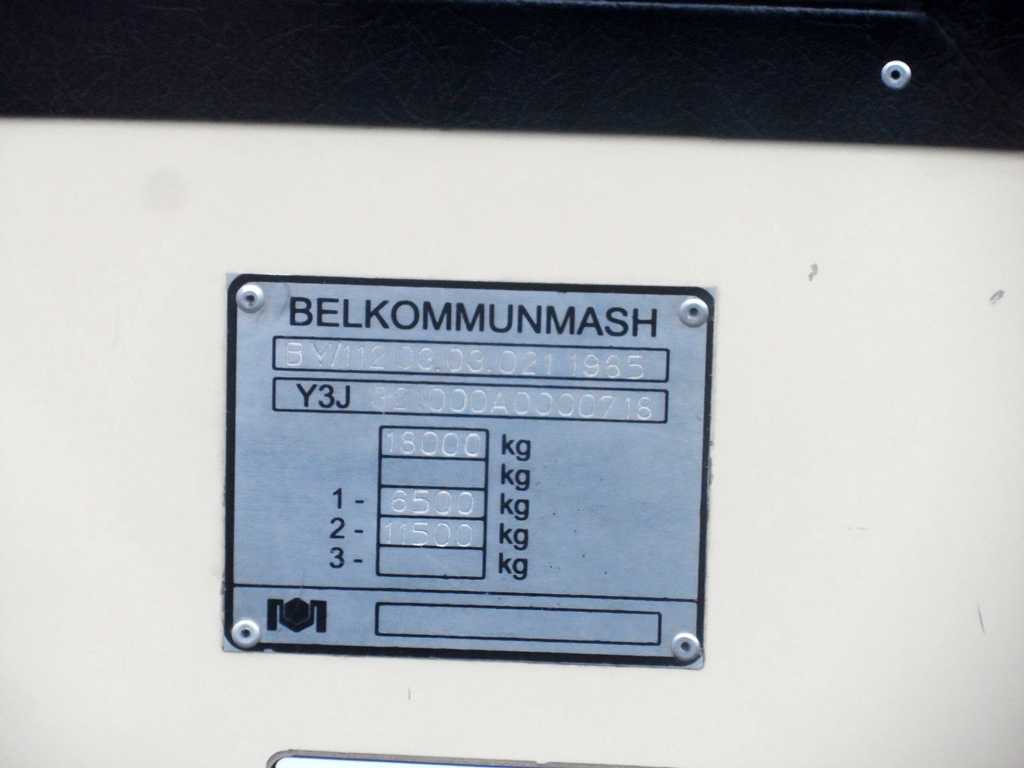 BELKOMMUNMASH
BY/112 03.03.021 1985
Y3J 321000A0000718
18000 kg
kg
1 - 6500 kg
2 - 11500 kg
3 - kg